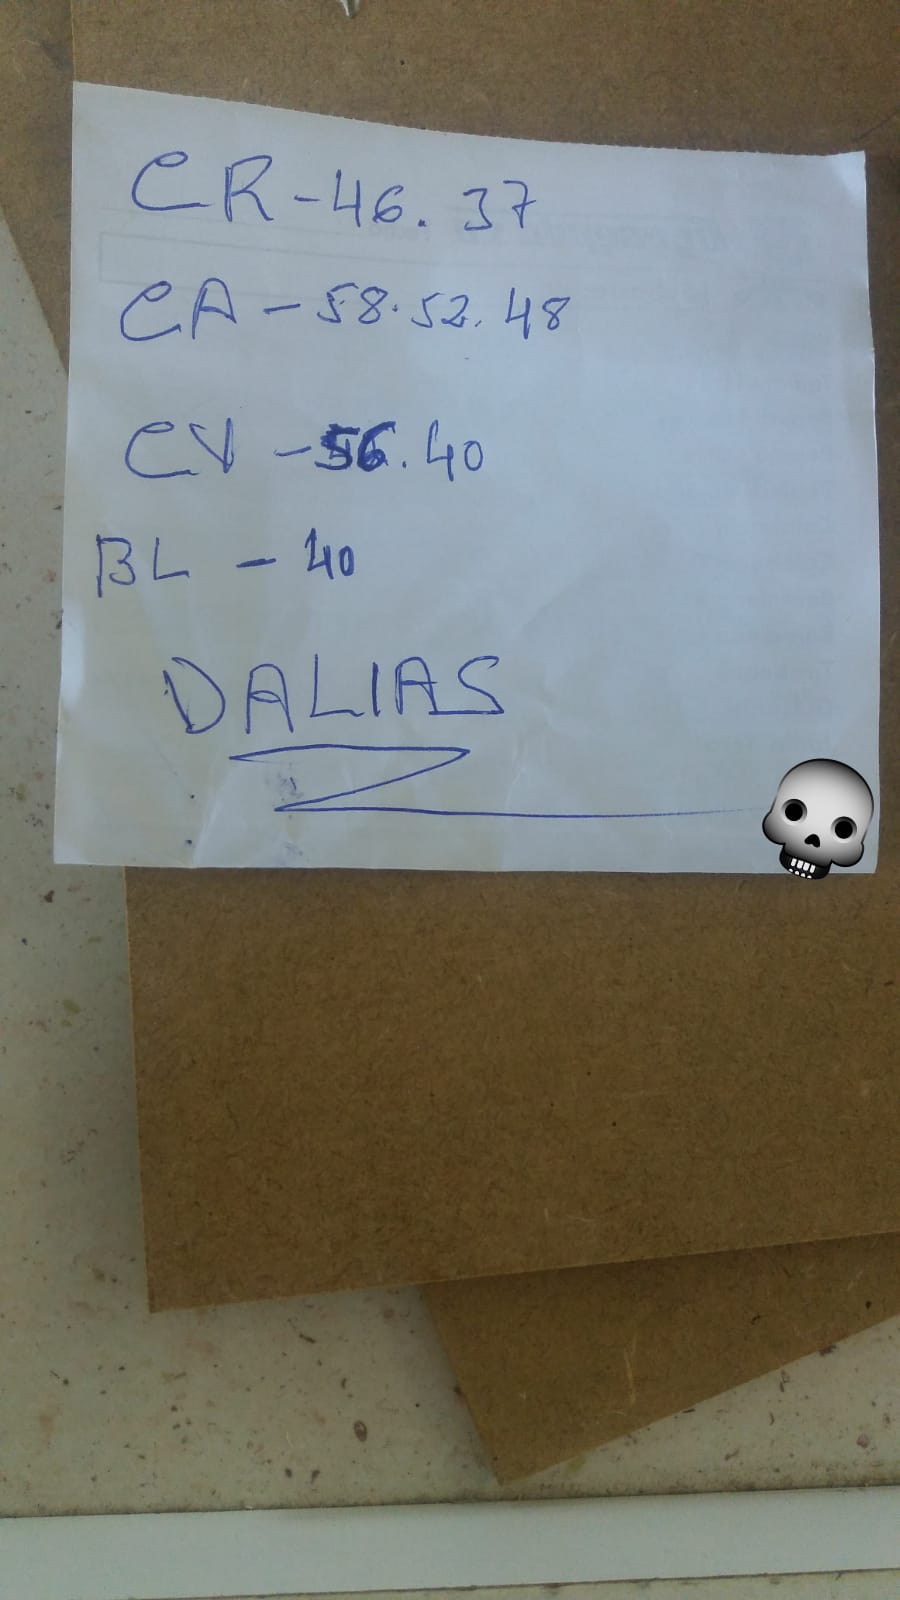 CR-46.37
CA-58.52.48
CV-56.40
BL-40
DALIAS